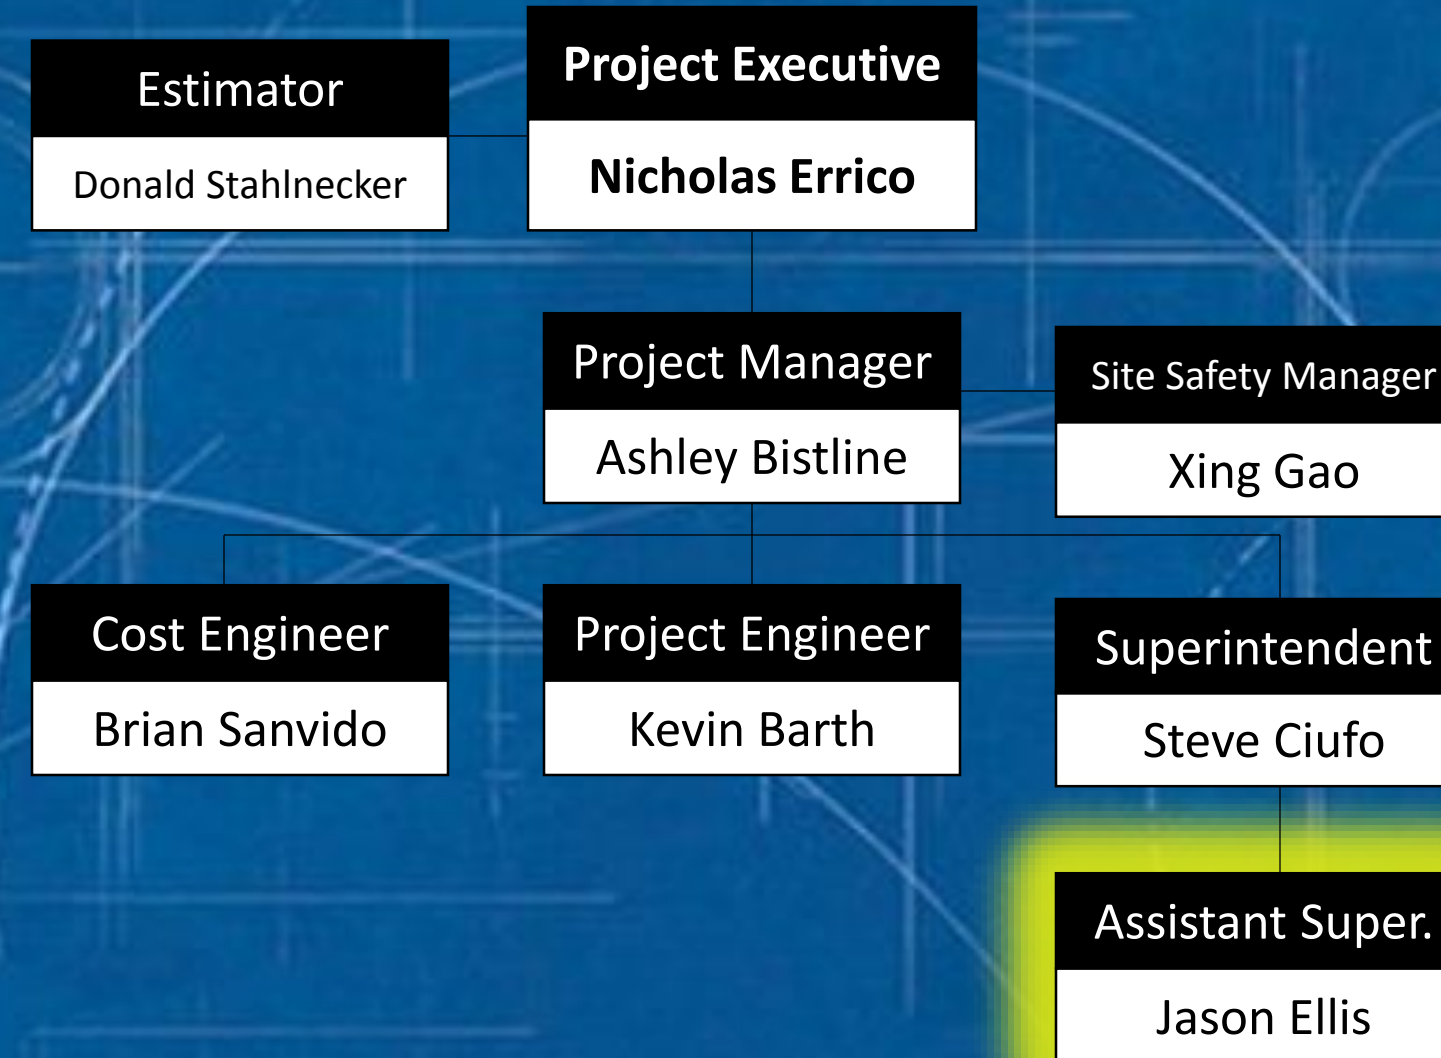 Estimator
Donald Stahlnecker
Project Executive
Nicholas Errico
Project Manager
Ashley Bistline
Site Safety Manager
Xing Gao
Cost Engineer
Brian Sanvido
Project Engineer
Kevin Barth
Superintendent
Steve Ciufo
Assistant Super.
Jason Ellis